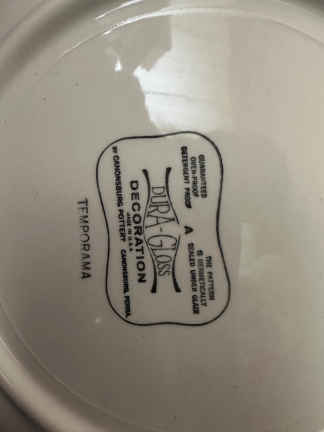 GUARANTEED
OVEN-PROOF
DETERGENT PROOF
A
THE PATTERN
IS HERMETICALLY
SEALED UNDER GLAZE
DURA-GLOSS
DECORATION
MADE IN U.S.A.
BY CANONSBURG POTTERY CANONSBURG, PENNA.
TEMPORAMA